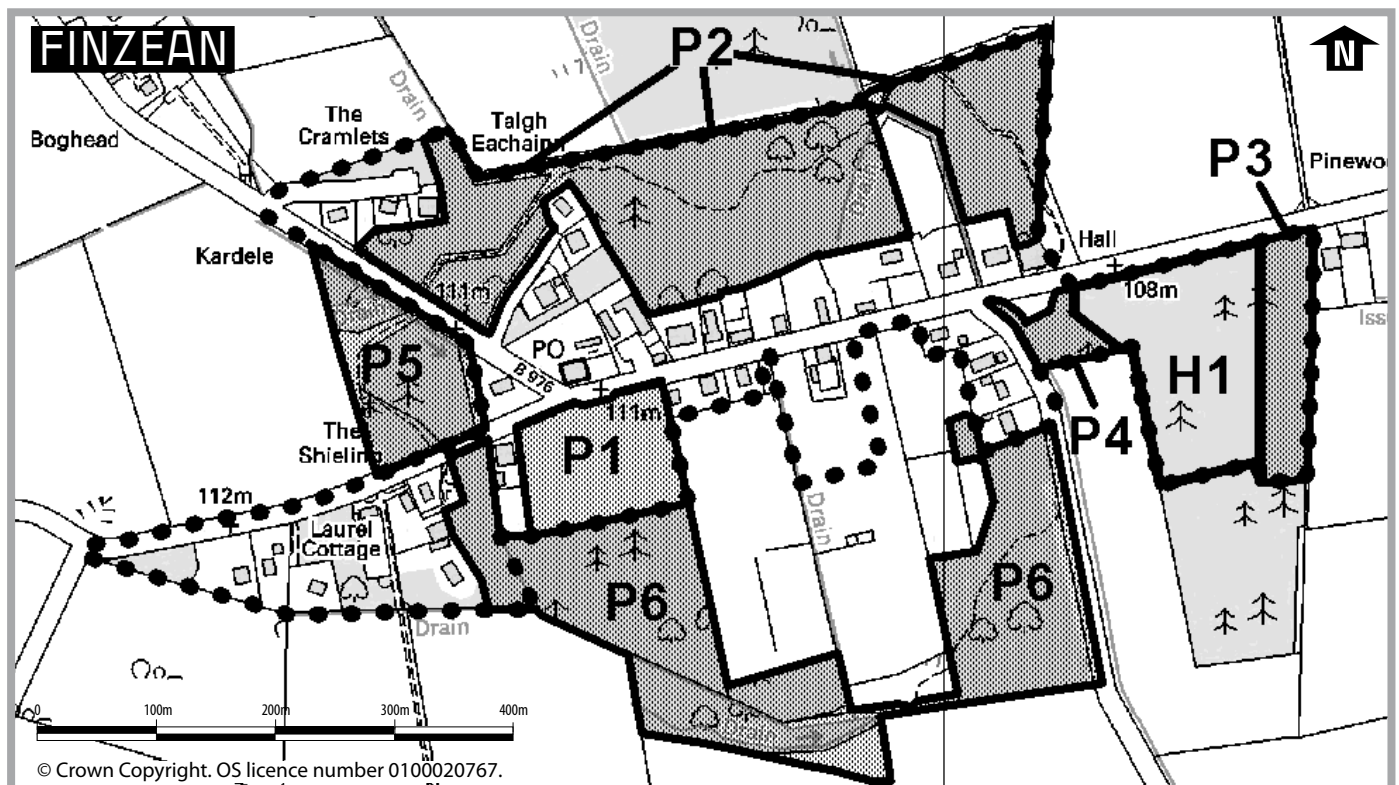 FINZEAN
N
P2
Drain
Drain
The
Cramlets
Talgh
Eachainn
Boghead
P3
Kardele
Hall
108m
111m
P5
PO
B 976
111m
P1
H1
P4
The
Shieling
112m
Laurel
Cottage
Drain
P6
P6
Drain
Drain
0 100m 200m 300m 400m
© Crown Copyright. OS licence number 0100020767.